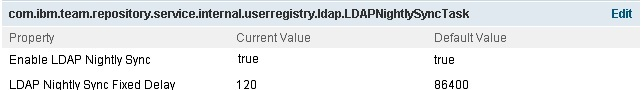 com.ibm.team.repository.service.internal.userregistry.ldap.LDAPNightlySyncTask Edit
Property Current Value Default Value
Enable LDAP Nightly Sync true true
LDAP Nightly Sync Fixed Delay 120 86400